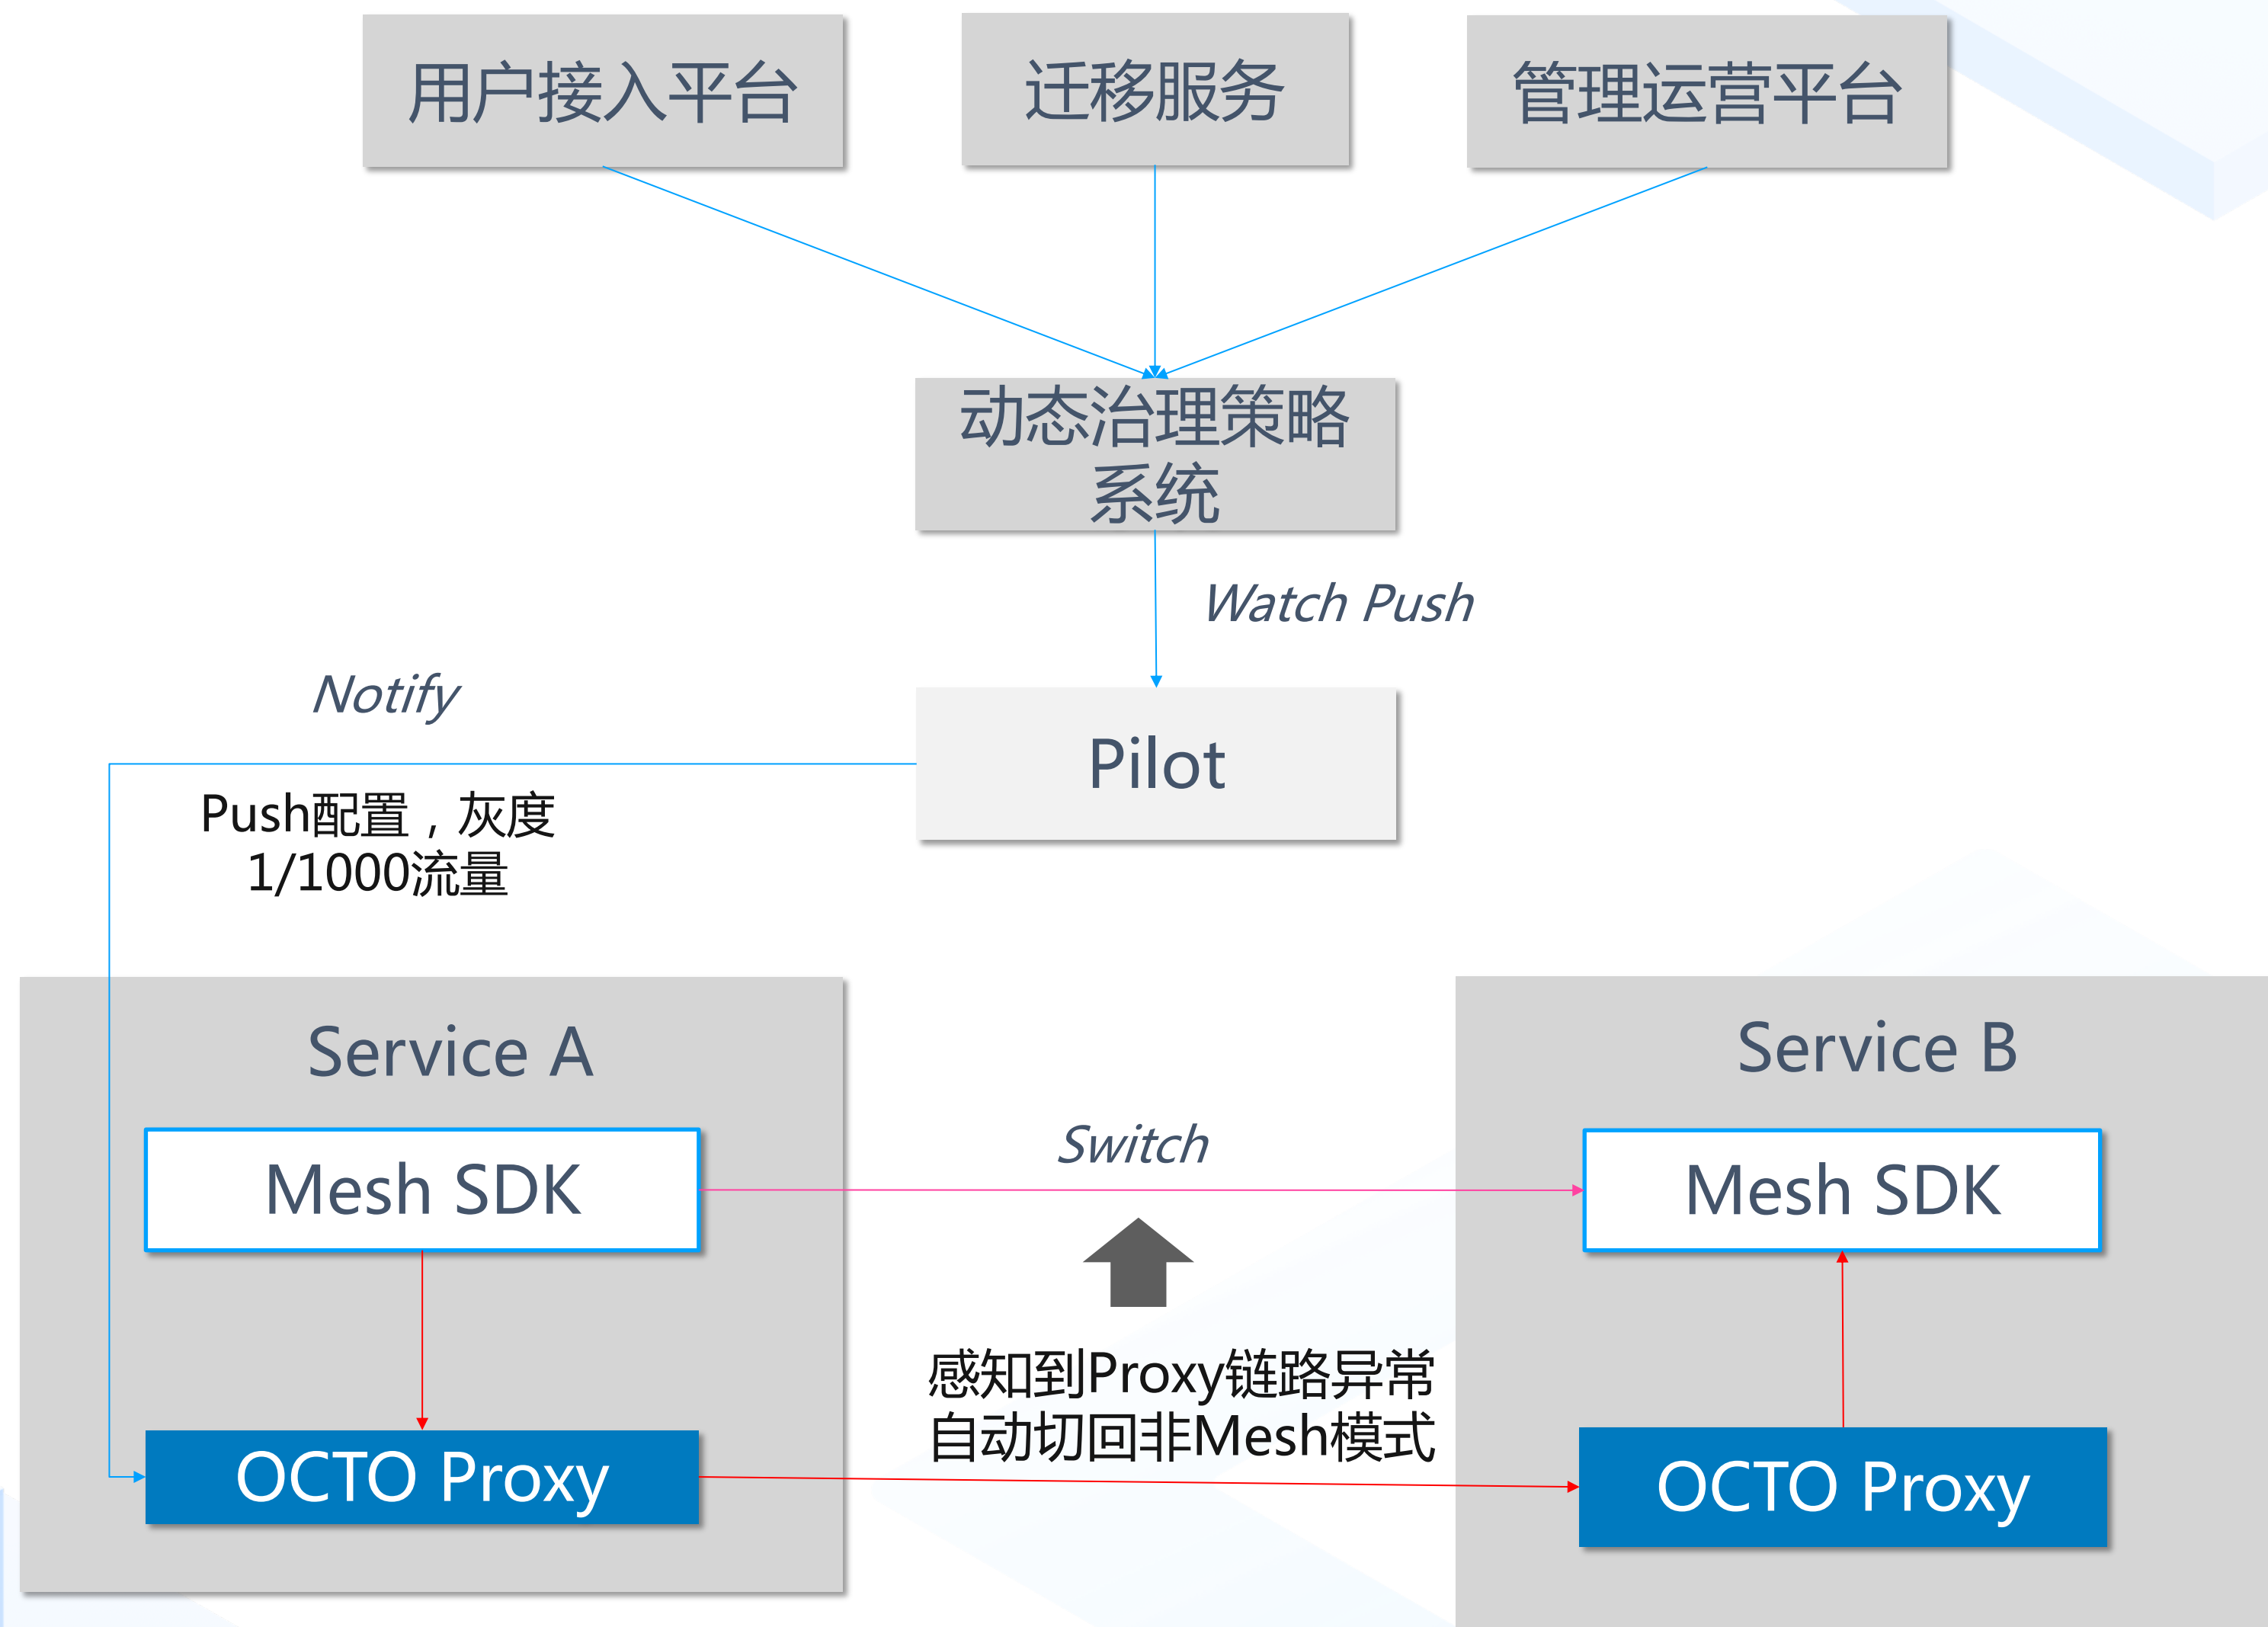 用户接入平台
迁移服务
管理运营平台
动态治理策略
系统
Watch Push
Notify
Pilot
Push配置，灰度
1/1000流量
Service A
Service B
Switch
Mesh SDK
Mesh SDK
感知到Proxy链路异常
自动切回非Mesh模式
OCTO Proxy
OCTO Proxy